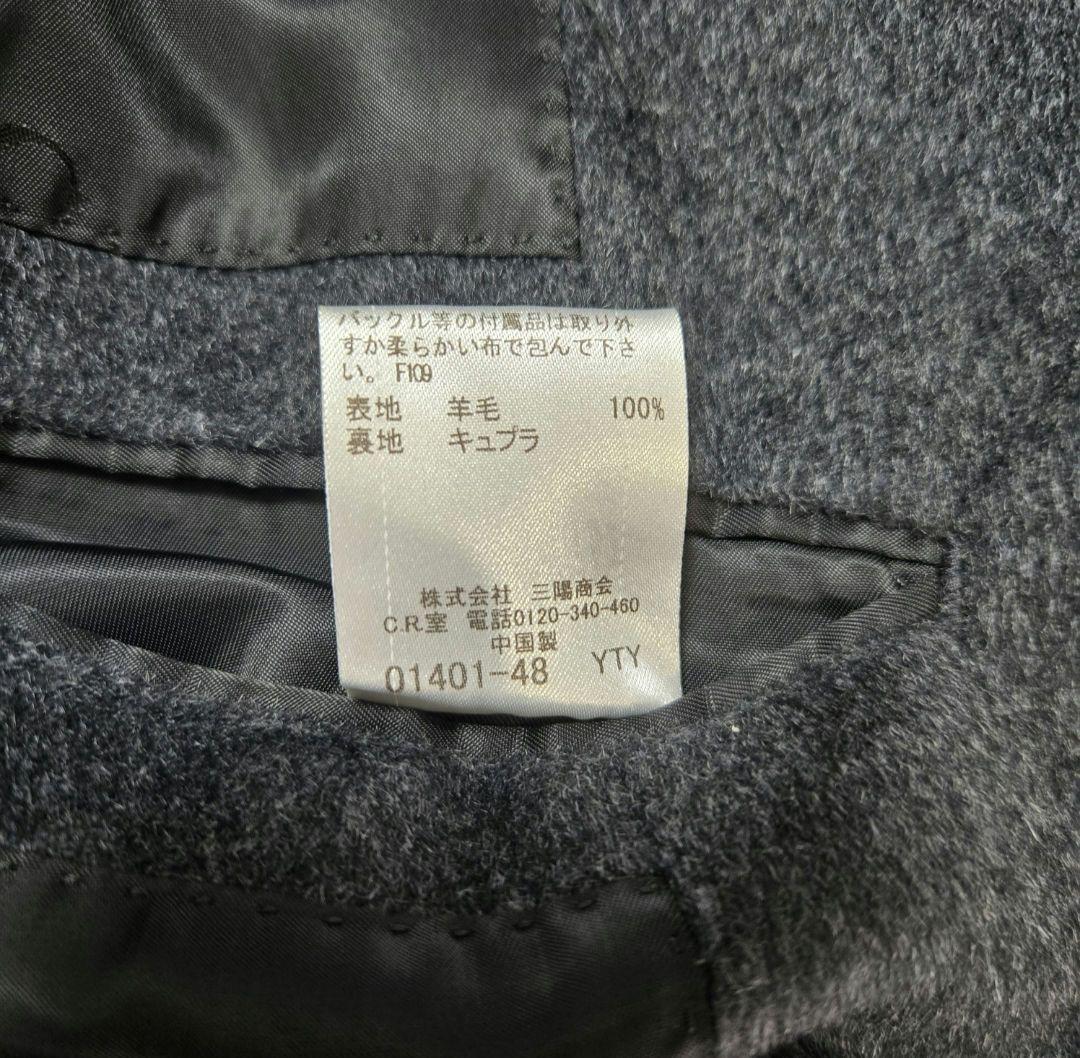 バックル等の付属品は取り外
すか柔らかい布で包んで下さ
い。 F109
表地 羊毛 100%
裏地 キュプラ
株式会社 三陽商会
C.R.室 電話0120-340-460
中国製
01401-48 YTY